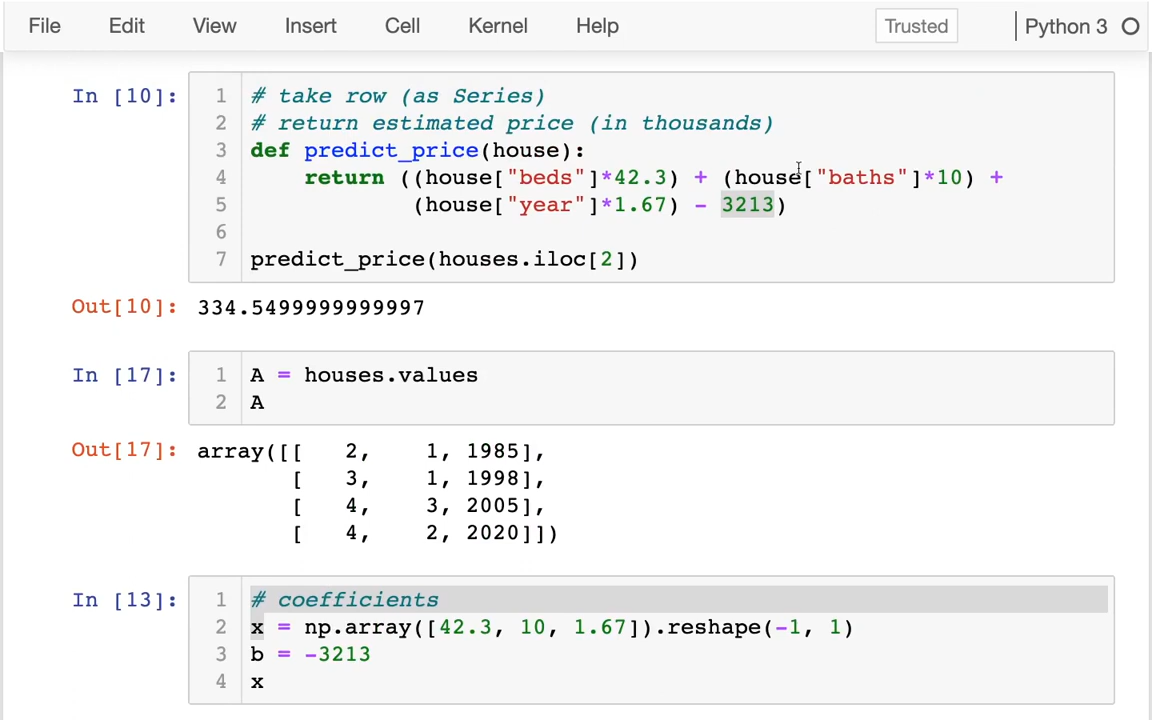 File Edit View Insert Cell Kernel Help Trusted Python 3
In [10]:
1 # take row (as Series)
2 # return estimated price (in thousands)
3 def predict_price(house):
4     return ((house["beds"]*42.3) + (house["baths"]*10) +
5             (house["year"]*1.67) - 3213)
6
7 predict_price(houses.iloc[2])
Out[10]: 334.5499999999997
In [17]:
1 A = houses.values
2 A
Out[17]: array([[   2,    1, 1985],
       [   3,    1, 1998],
       [   4,    3, 2005],
       [   4,    2, 2020]])
In [13]:
1 # coefficients
2 x = np.array([42.3, 10, 1.67]).reshape(-1, 1)
3 b = -3213
4 x